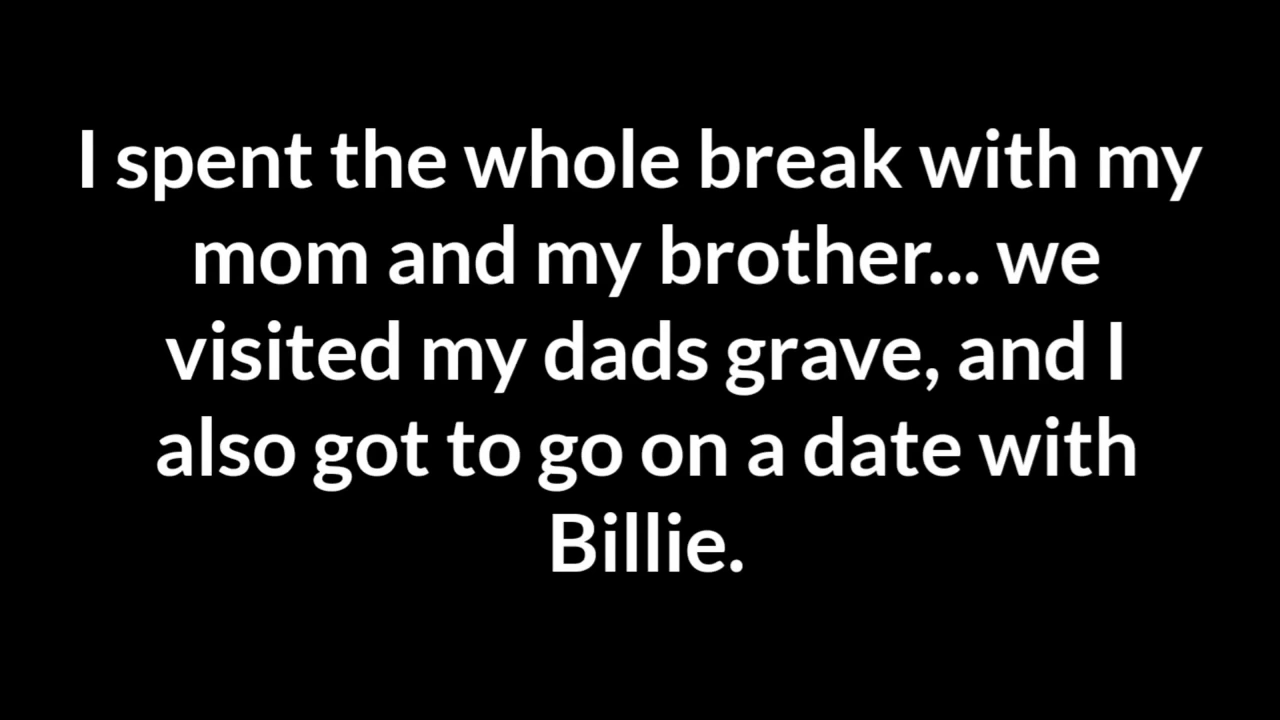 I spent the whole break with my
mom and my brother... we
visited my dads grave, and I
also got to go on a date with
Billie.